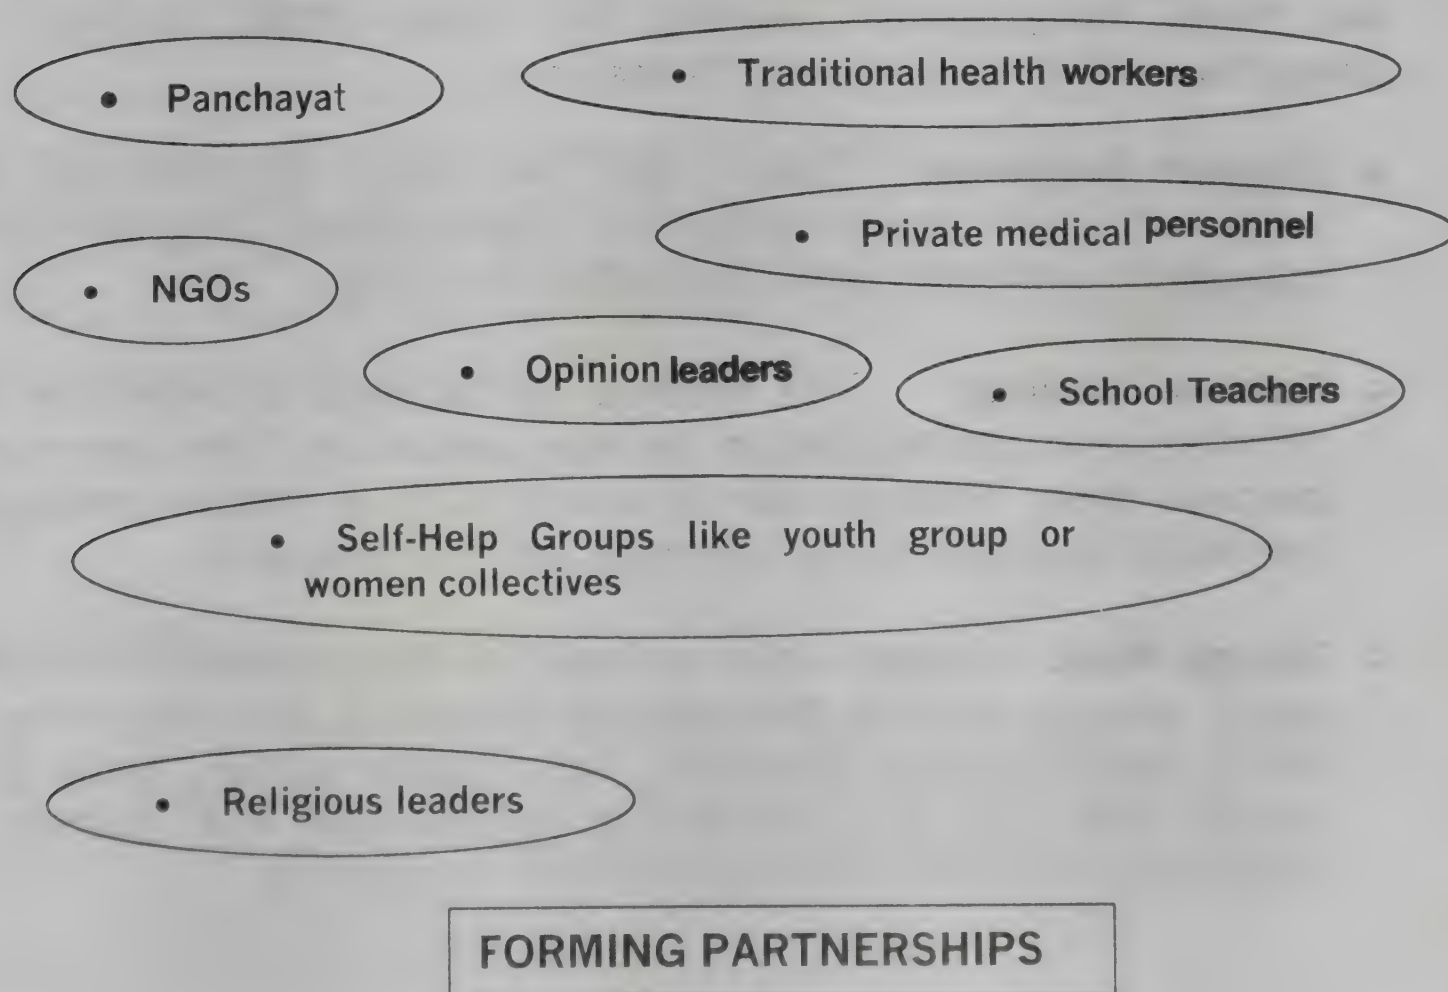 • Panchayat
• Traditional health workers
• Private medical personnel
• NGOs
• Opinion leaders
• School Teachers
• Self-Help Groups like youth group or
women collectives
• Religious leaders
FORMING PARTNERSHIPS